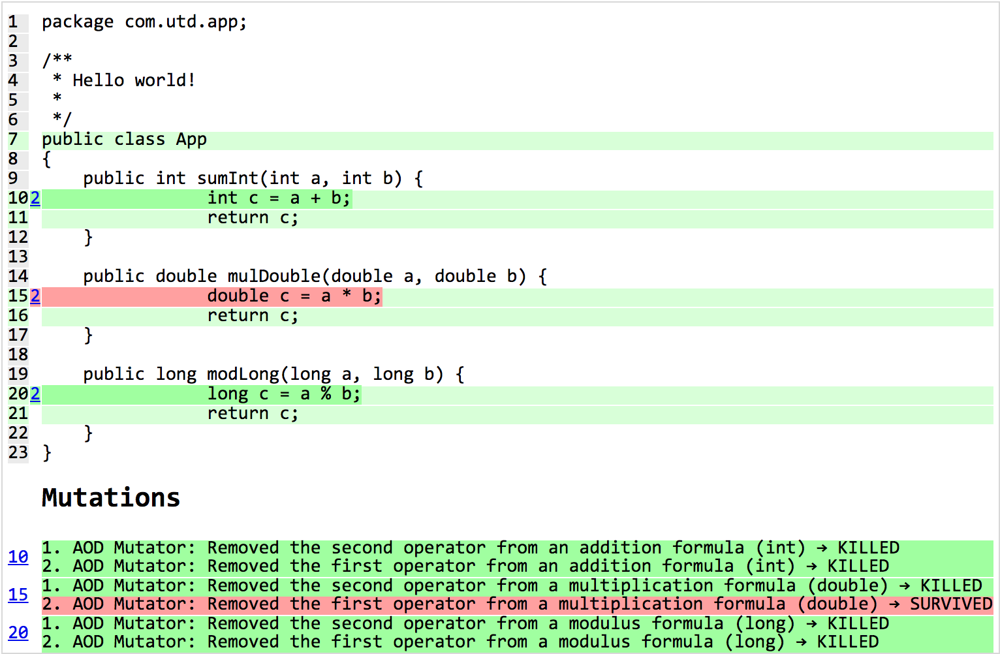 1 package com.utd.app;
2
3 /**
4  * Hello world!
5  *
6  */
7 public class App
8 {
9     public int sumInt(int a, int b) {
10 2                 int c = a + b;
11                 return c;
12     }
13
14     public double mulDouble(double a, double b) {
15 2                 double c = a * b;
16                 return c;
17     }
18
19     public long modLong(long a, long b) {
20 2                 long c = a % b;
21                 return c;
22     }
23 }
Mutations
10
1. AOD Mutator: Removed the second operator from an addition formula (int) → KILLED
2. AOD Mutator: Removed the first operator from an addition formula (int) → KILLED
15
1. AOD Mutator: Removed the second operator from a multiplication formula (double) → KILLED
2. AOD Mutator: Removed the first operator from a multiplication formula (double) → SURVIVED
20
1. AOD Mutator: Removed the second operator from a modulus formula (long) → KILLED
2. AOD Mutator: Removed the first operator from a modulus formula (long) → KILLED